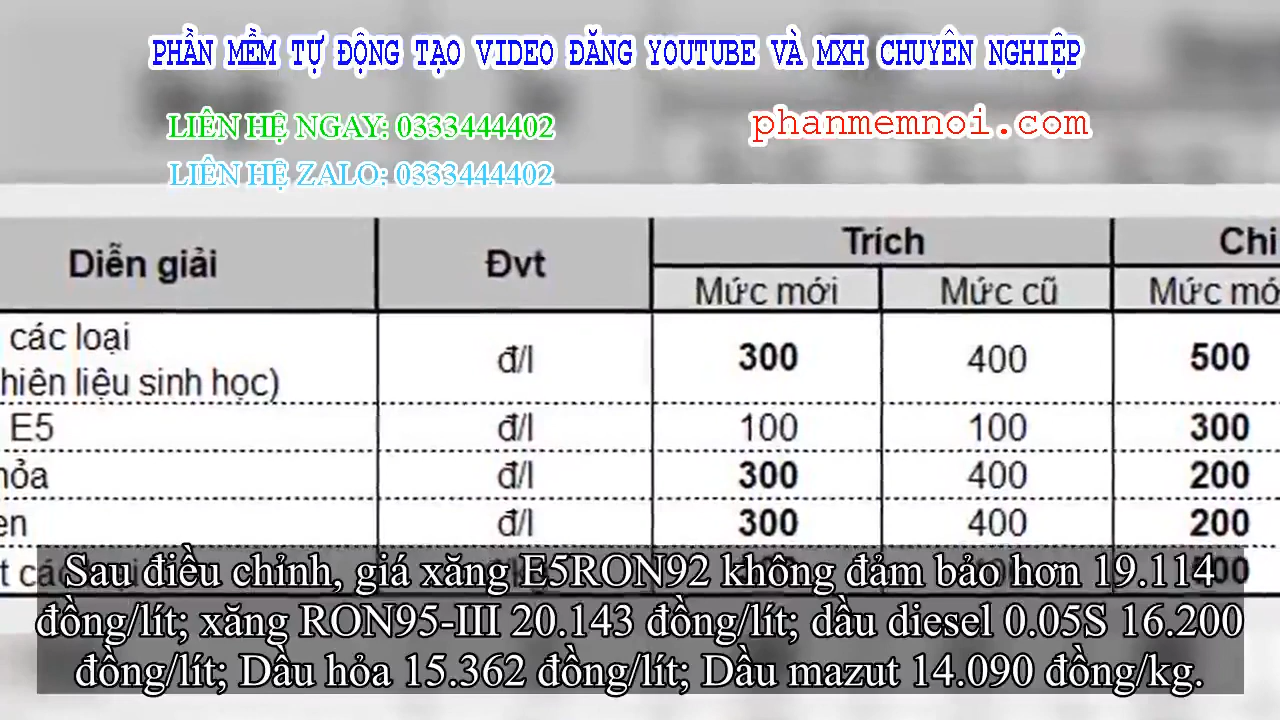 PHẦN MỀM TỰ ĐỘNG TẠO VIDEO ĐĂNG YOUTUBE VÀ MXH CHUYÊN NGHIỆP
LIÊN HỆ NGAY: 0333444402
phanmemnoi.com
LIÊN HỆ ZALO: 0333444402
Diễn giải Đvt Trích Chi
Mức mới Mức cũ Mức mớ
các loại
hiên liệu sinh học) đ/l 300 400 500
E5 đ/l 100 100 300
hỏa đ/l 300 400 200
en đ/l 300 400 200
Sau điều chỉnh, giá xăng E5RON92 không đảm bảo hơn 19.114
đồng/lít; xăng RON95-III 20.143 đồng/lít; dầu diesel 0.05S 16.200
đồng/lít; Dầu hỏa 15.362 đồng/lít; Dầu mazut 14.090 đồng/kg.